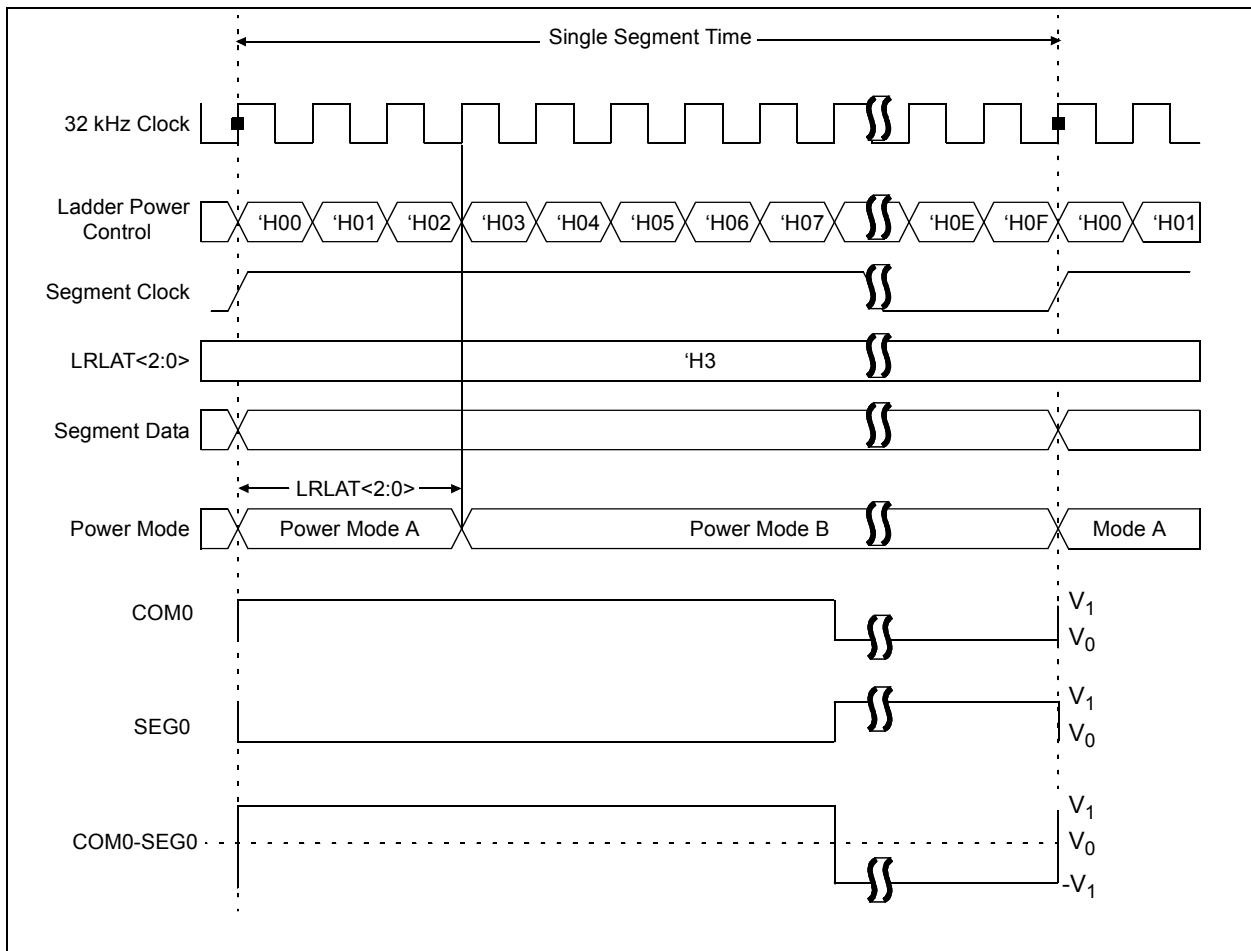 Single Segment Time
32 kHz Clock
Ladder Power
Control
‘H00 ‘H01 ‘H02 ‘H03 ‘H04 ‘H05 ‘H06 ‘H07 ‘H0E ‘H0F ‘H00 ‘H01
Segment Clock
LRLAT<2:0>
‘H3
Segment Data
LRLAT<2:0>
Power Mode
Power Mode A
Power Mode B
Mode A
COM0
V1
V0
SEG0
V1
V0
COM0-SEG0
V1
V0
-V1